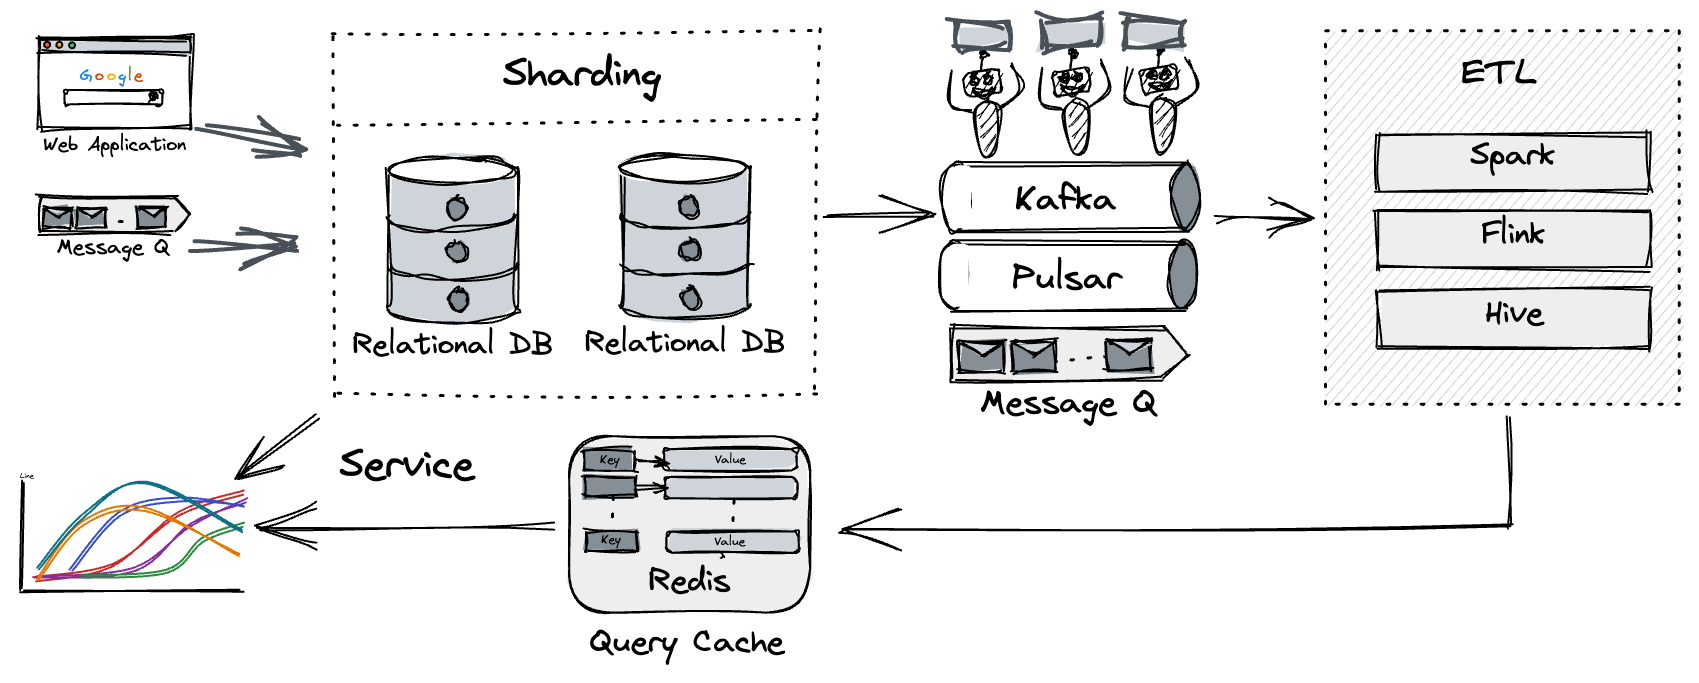 Google
Web Application
Message Q
Sharding
Relational DB
Relational DB
Kafka
Pulsar
Message Q
ETL
Spark
Flink
Hive
Line
Service
Key
Value
Key
Value
Redis
Query Cache